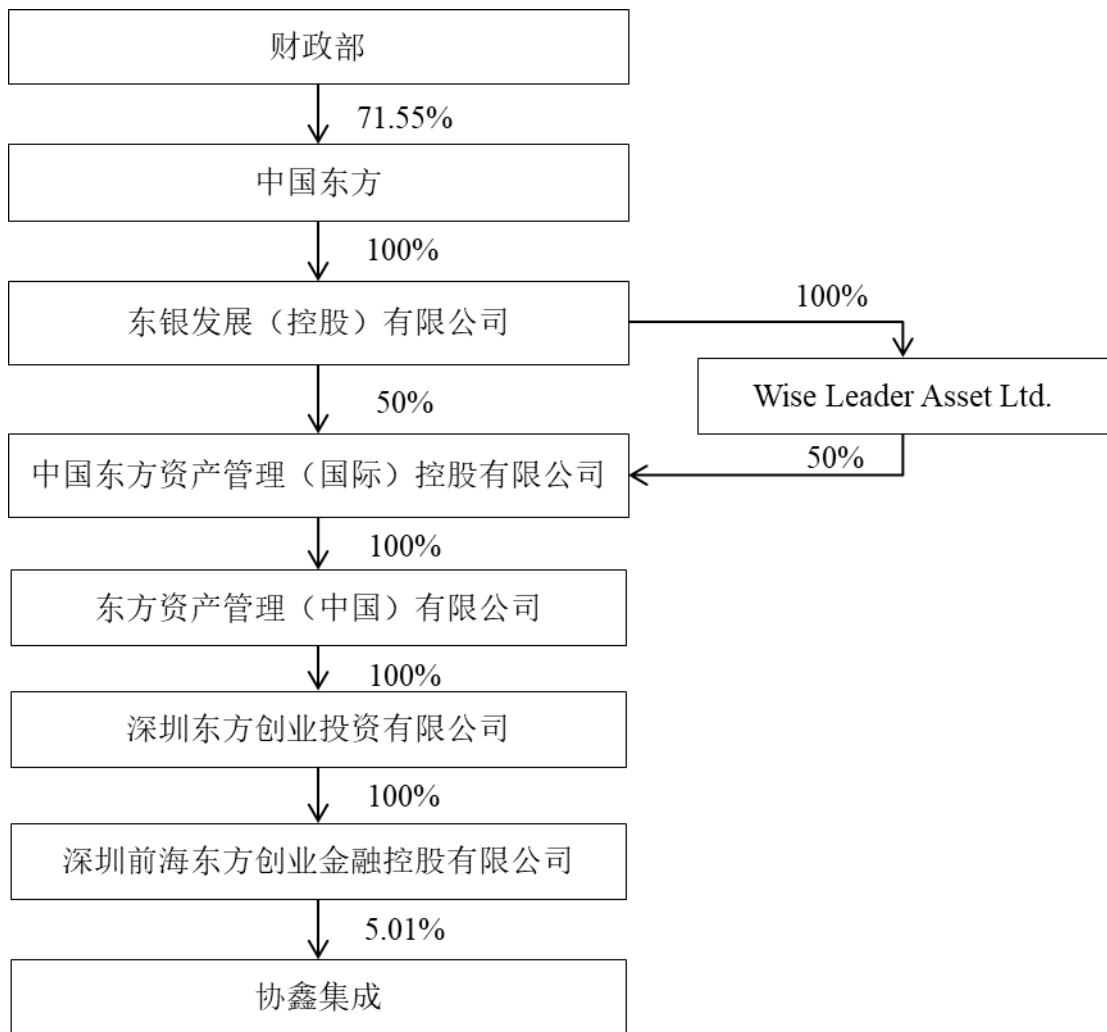 财政部
71.55%
中国东方
100%
东银发展（控股）有限公司
100%
50%
Wise Leader Asset Ltd.
50%
中国东方资产管理（国际）控股有限公司
100%
东方资产管理（中国）有限公司
100%
深圳东方创业投资有限公司
100%
深圳前海东方创业金融控股有限公司
5.01%
协鑫集成